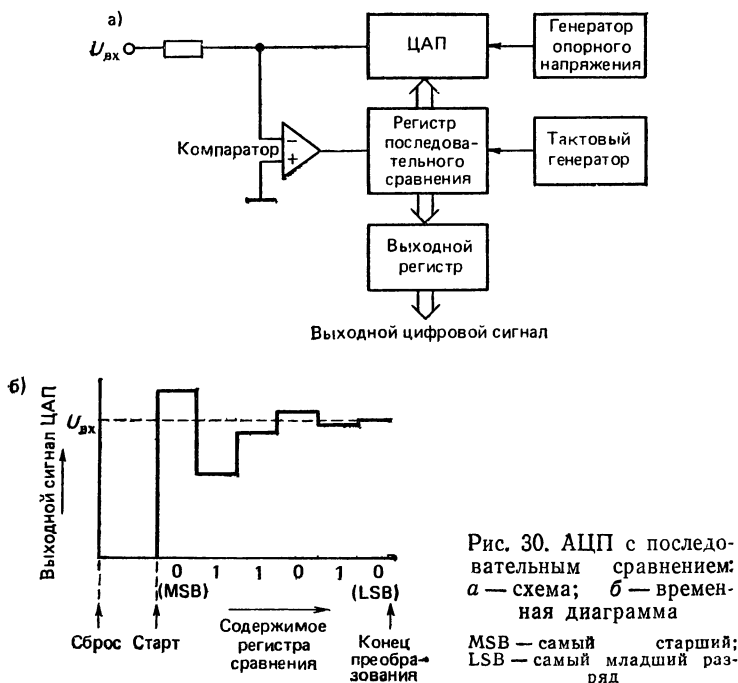 а)
U вх
ЦАП
Генератор
опорного
напряжения
Компаратор
−
+
Регистр
последова-
тельного
сравнения
Тактовый
генератор
Выходной
регистр
Выходной цифровой сигнал
б)
Выходной сигнал ЦАП
U вх
0 1 1 0 1 0
(MSB) (LSB)
Сброс Старт
Содержимое
регистра
сравнения
Конец
преобра-
зования
Рис. 30. АЦП с последо-
вательным сравнением:
а — схема; б — времен-
ная диаграмма
MSB — самый старший;
LSB — самый младший раз-
ряд